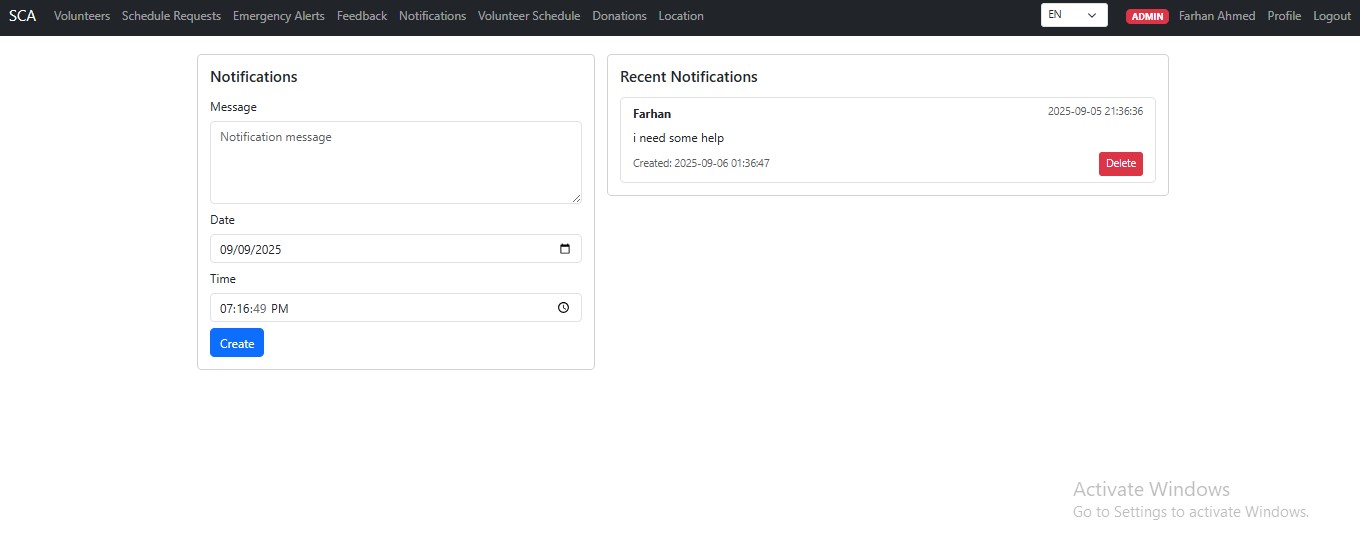 SCA Volunteers Schedule Requests Emergency Alerts Feedback Notifications Volunteer Schedule Donations Location EN ADMIN Farhan Ahmed Profile Logout
Notifications
Message
Notification message
Date
09/09/2025
Time
07:16:49 PM
Create
Recent Notifications
Farhan 2025-09-05 21:36:36
i need some help
Created: 2025-09-06 01:36:47 Delete
Activate Windows
Go to Settings to activate Windows.